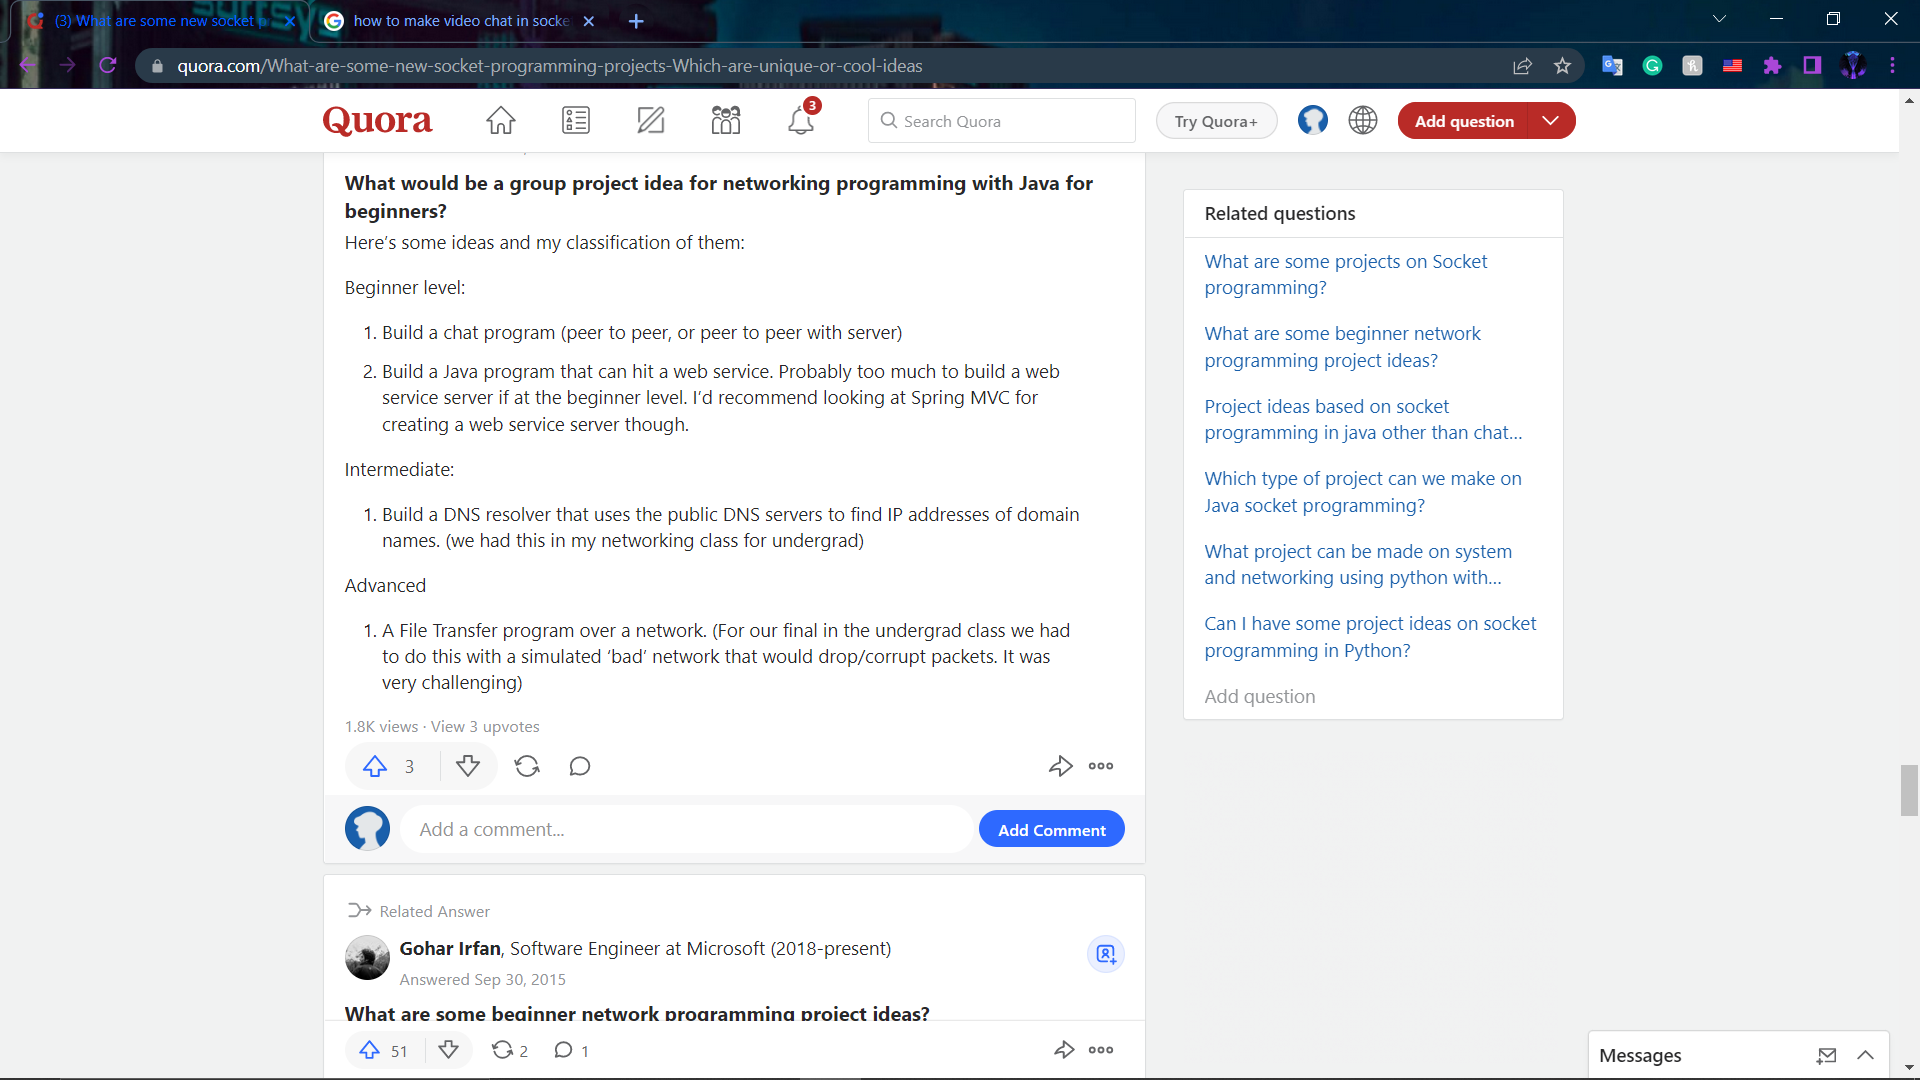 (3) What are some new socket p
how to make video chat in socke
quora.com/What-are-some-new-socket-programming-projects-Which-are-unique-or-cool-ideas
Quora
3
Search Quora
Try Quora+
Add question
What would be a group project idea for networking programming with Java for
beginners?
Here’s some ideas and my classification of them:
Beginner level:
1. Build a chat program (peer to peer, or peer to peer with server)
2. Build a Java program that can hit a web service. Probably too much to build a web
service server if at the beginner level. I’d recommend looking at Spring MVC for
creating a web service server though.
Intermediate:
1. Build a DNS resolver that uses the public DNS servers to find IP addresses of domain
names. (we had this in my networking class for undergrad)
Advanced
1. A File Transfer program over a network. (For our final in the undergrad class we had
to do this with a simulated ‘bad’ network that would drop/corrupt packets. It was
very challenging)
1.8K views · View 3 upvotes
3
Add a comment...
Add Comment
Related Answer
Gohar Irfan, Software Engineer at Microsoft (2018-present)
Answered Sep 30, 2015
What are some beginner network programming project ideas?
51
2
1
Related questions
What are some projects on Socket
programming?
What are some beginner network
programming project ideas?
Project ideas based on socket
programming in java other than chat...
Which type of project can we make on
Java socket programming?
What project can be made on system
and networking using python with...
Can I have some project ideas on socket
programming in Python?
Add question
Messages